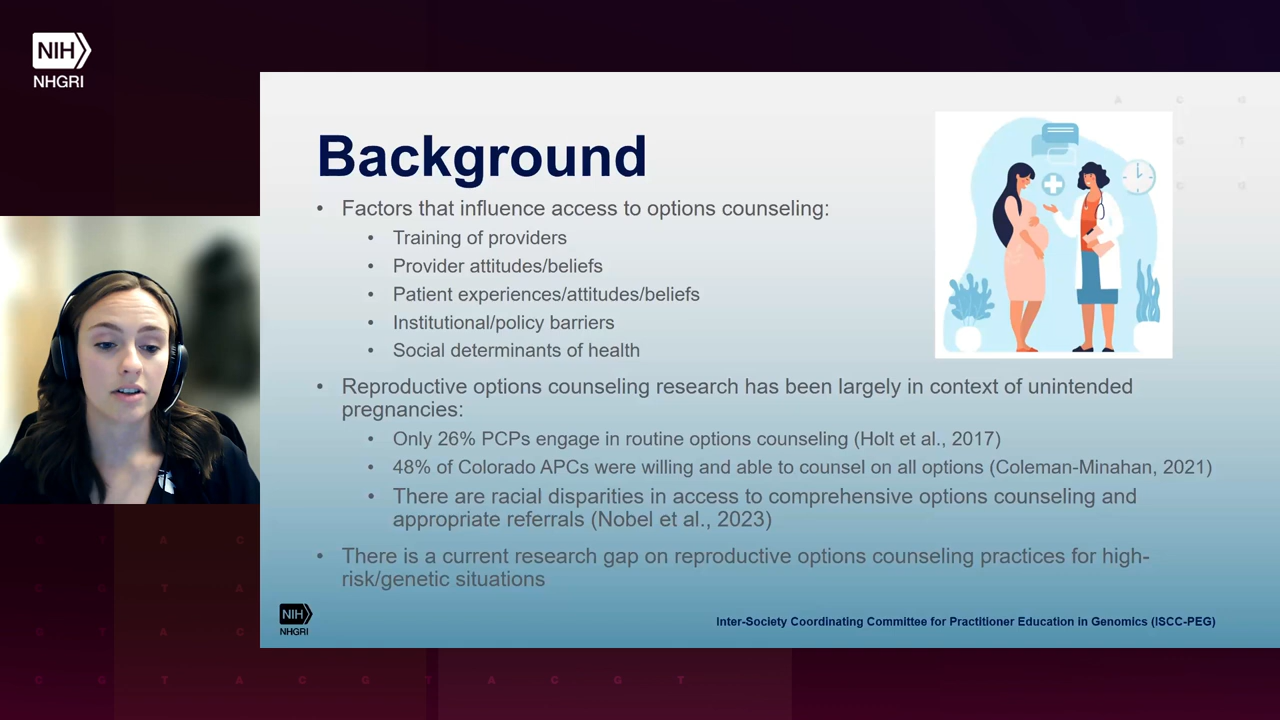 NIH
NHGRI
Background
• Factors that influence access to options counseling:
• Training of providers
• Provider attitudes/beliefs
• Patient experiences/attitudes/beliefs
• Institutional/policy barriers
• Social determinants of health
• Reproductive options counseling research has been largely in context of unintended
pregnancies:
• Only 26% PCPs engage in routine options counseling (Holt et al., 2017)
• 48% of Colorado APCs were willing and able to counsel on all options (Coleman-Minahan, 2021)
• There are racial disparities in access to comprehensive options counseling and
appropriate referrals (Nobel et al., 2023)
• There is a current research gap on reproductive options counseling practices for high-
risk/genetic situations
NIH
NHGRI
Inter-Society Coordinating Committee for Practitioner Education in Genomics (ISCC-PEG)
A C G
G T
C G
G T A C
G T A
G T A C
C G T A C G T A C G T